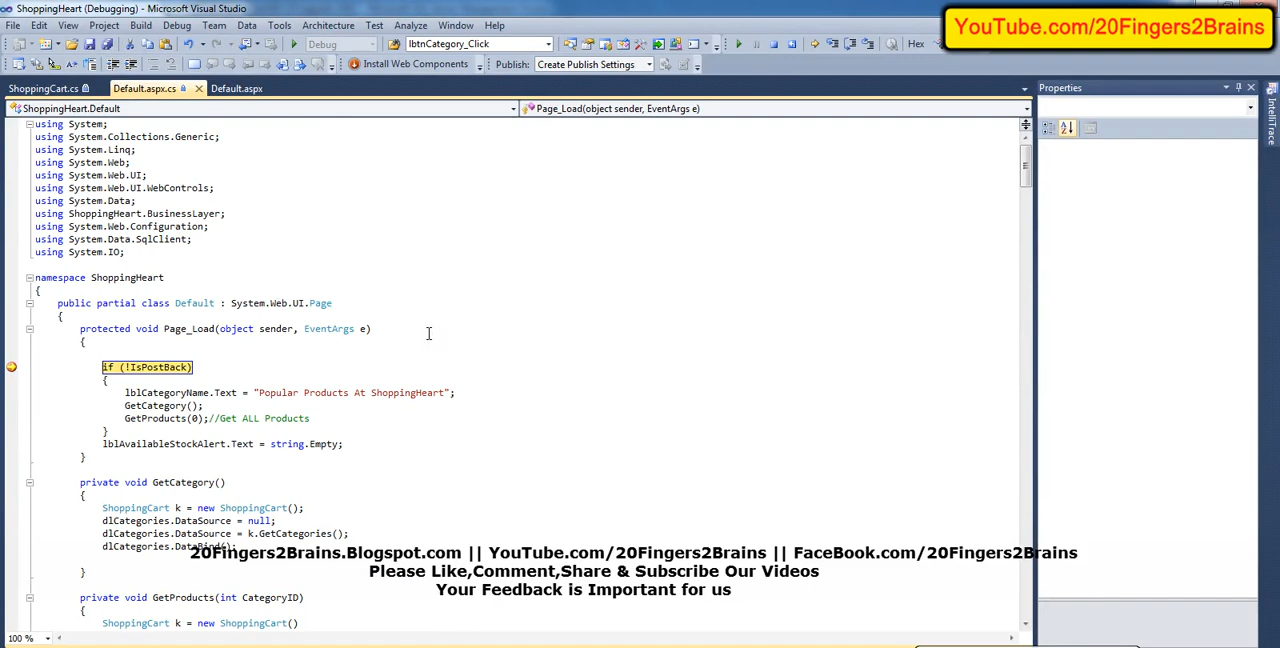 ShoppingHeart (Debugging) - Microsoft Visual Studio
YouTube.com/20Fingers2Brains
File Edit View Refactor Project Build Debug Team Data Tools Architecture Test Analyze Window Help
Debug lbtnCategory_Click Hex
Install Web Components Publish: Create Publish Settings
ShoppingCart.cs Default.aspx.cs Default.aspx Properties
ShoppingHeart.Default Page_Load(object sender, EventArgs e)
IntelliTrace
using System;
using System.Collections.Generic;
using System.Linq;
using System.Web;
using System.Web.UI;
using System.Web.UI.WebControls;
using System.Data;
using ShoppingHeart.BusinessLayer;
using System.Web.Configuration;
using System.Data.SqlClient;
using System.IO;
namespace ShoppingHeart
{
public partial class Default : System.Web.UI.Page
{
protected void Page_Load(object sender, EventArgs e)
{
if (!IsPostBack)
{
lblCategoryName.Text = "Popular Products At ShoppingHeart";
GetCategory();
GetProducts(0);//Get ALL Products
}
lblAvailableStockAlert.Text = string.Empty;
}
private void GetCategory()
{
ShoppingCart k = new ShoppingCart();
dlCategories.DataSource = null;
dlCategories.DataSource = k.GetCategories();
dlCategories.DataBind();
20Fingers2Brains.Blogspot.com || YouTube.com/20Fingers2Brains || FaceBook.com/20Fingers2Brains
Please Like,Comment,Share & Subscribe Our Videos
}
Your Feedback is Important for us
private void GetProducts(int CategoryID)
{
ShoppingCart k = new ShoppingCart()
100 %